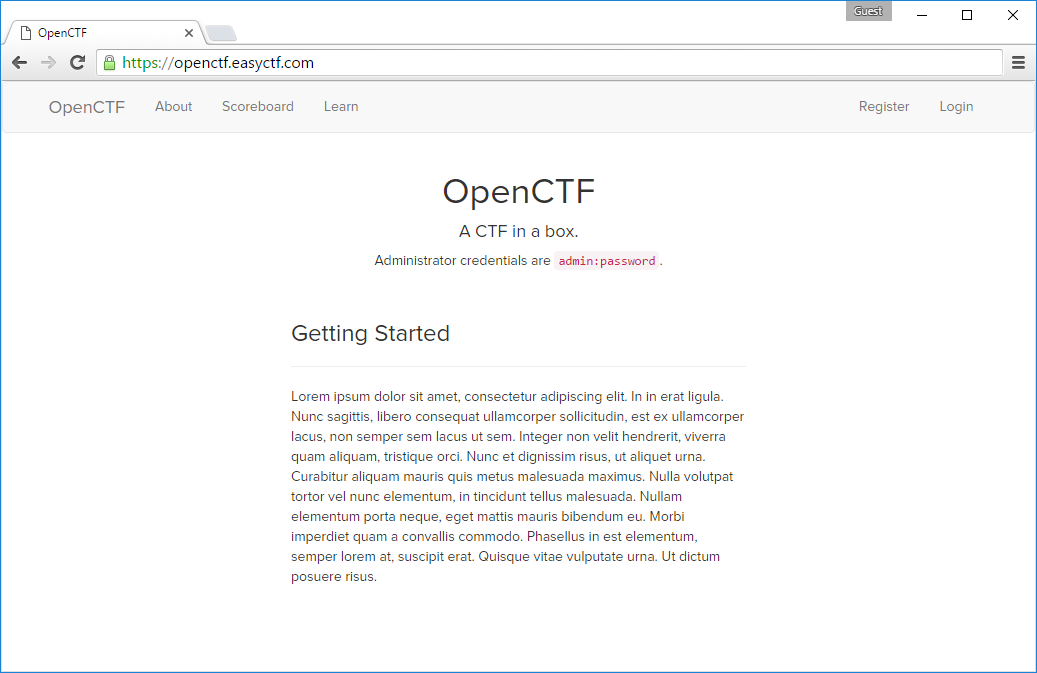 Guest
OpenCTF
https://openctf.easyctf.com
OpenCTF About Scoreboard Learn Register Login
OpenCTF
A CTF in a box.
Administrator credentials are admin:password.
Getting Started
Lorem ipsum dolor sit amet, consectetur adipiscing elit. In in erat ligula.
Nunc sagittis, libero consequat ullamcorper sollicitudin, est ex ullamcorper
lacus, non semper sem lacus ut sem. Integer non velit hendrerit, viverra
quam aliquam, tristique orci. Nunc et dignissim risus, ut aliquet urna.
Curabitur aliquam mauris quis metus malesuada maximus. Nulla volutpat
tortor vel nunc elementum, in tincidunt tellus malesuada. Nullam
elementum porta neque, eget mattis mauris bibendum eu. Morbi
imperdiet quam a convallis commodo. Phasellus in est elementum,
semper lorem at, suscipit erat. Quisque vitae vulputate urna. Ut dictum
posuere risus.